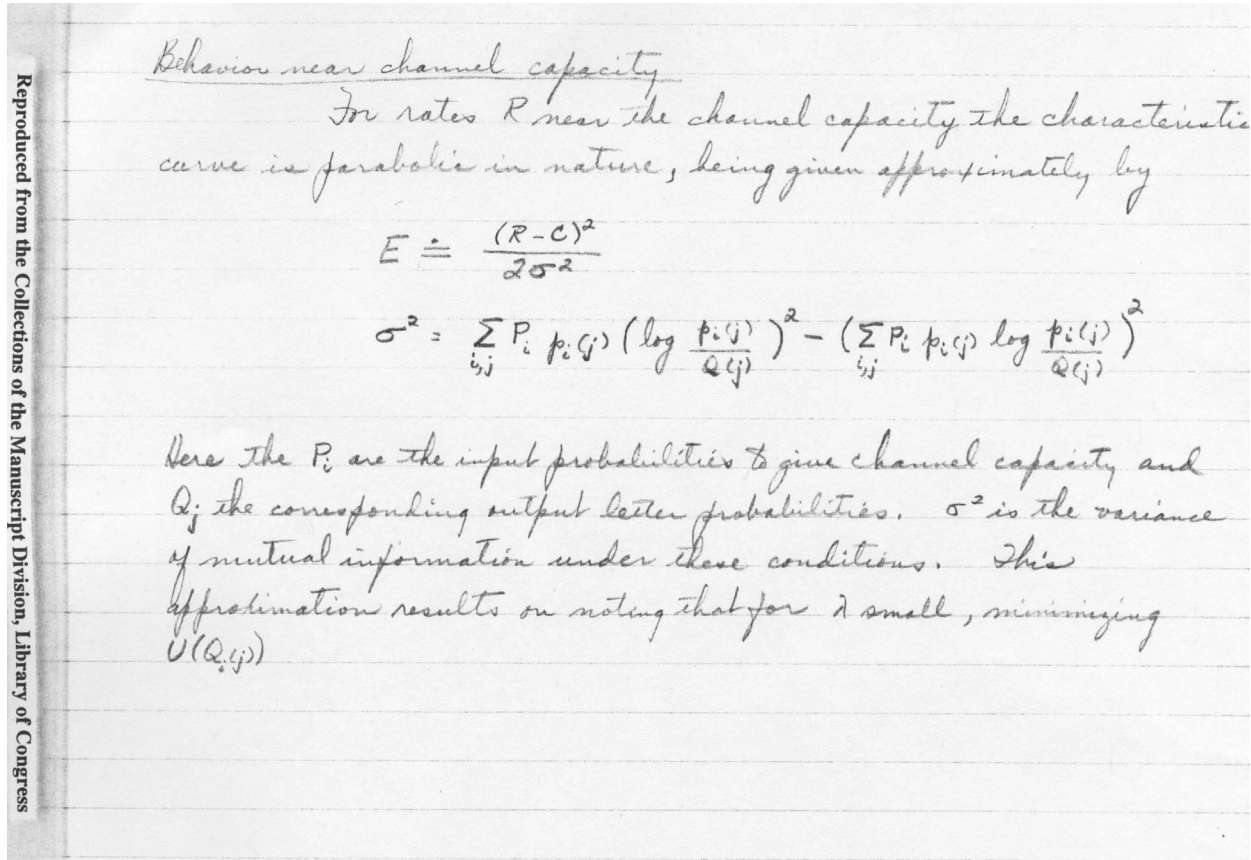 Behavior near channel capacity
For rates R near the channel capacity the characteristic
curve is parabolic in nature, being given approximately by
E ≐ (R-C)² / 2σ²
σ² = Σ_{i,j} P_i p_i(j) (log p_i(j)/Q(j))² - (Σ_{i,j} P_i p_i(j) log p_i(j)/Q(j))²
Here the P_i are the input probabilities to give channel capacity and
Q_j the corresponding output letter probabilities. σ² is the variance
of mutual information under these conditions. This
approximation results on noting that for λ small, minimizing
U(Q_i(j))
Reproduced from the Collections of the Manuscript Division, Library of Congress